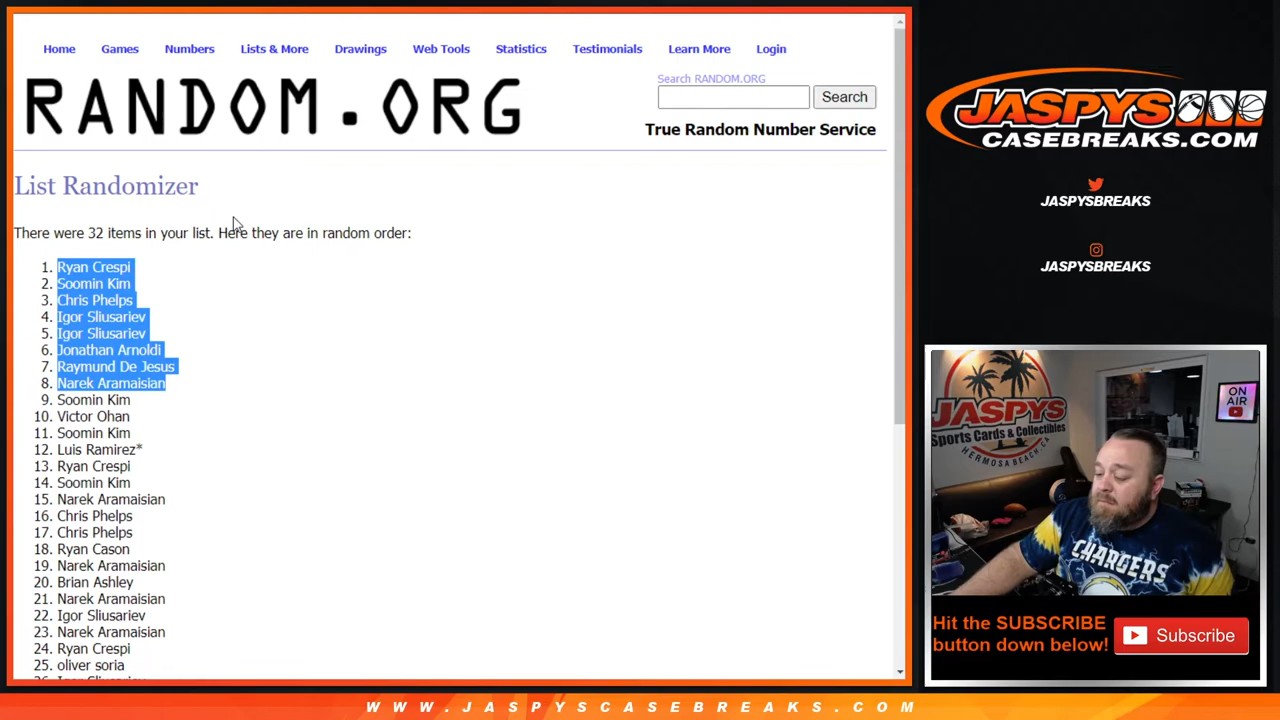 Home Games Numbers Lists & More Drawings Web Tools Statistics Testimonials Learn More Login
RANDOM.ORG
Search RANDOM.ORG
Search
True Random Number Service
List Randomizer
There were 32 items in your list. Here they are in random order:
1. Ryan Crespi
2. Soomin Kim
3. Chris Phelps
4. Igor Sliusariev
5. Igor Sliusariev
6. Jonathan Arnoldi
7. Raymund De Jesus
8. Narek Aramaisian
9. Soomin Kim
10. Victor Ohan
11. Soomin Kim
12. Luis Ramirez*
13. Ryan Crespi
14. Soomin Kim
15. Narek Aramaisian
16. Chris Phelps
17. Chris Phelps
18. Ryan Cason
19. Narek Aramaisian
20. Brian Ashley
21. Narek Aramaisian
22. Igor Sliusariev
23. Narek Aramaisian
24. Ryan Crespi
25. oliver soria
JASPYS
CASEBREAKS.COM
JASPYSBREAKS
JASPYSBREAKS
JASPYS
Sports Cards & Collectibles
HERMOSA BEACH, CA
ON AIR
CHARGERS
Hit the SUBSCRIBE
button down below!
Subscribe
WWW.JASPYSCASEBREAKS.COM